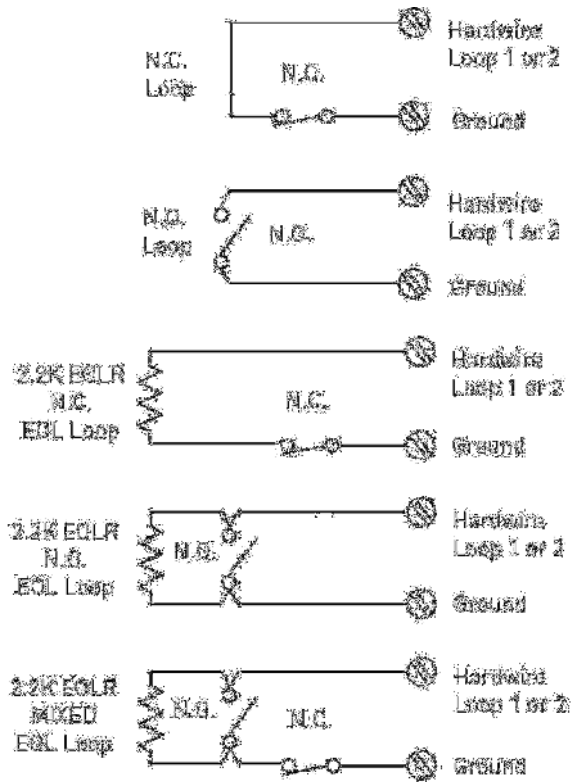 Hardwire
Loop 1 or 2
N.C.
Loop
N.C.
Ground
Hardwire
Loop 1 or 2
N.O.
Loop
N.O.
Ground
Hardwire
Loop 1 or 2
2.2K EOLR
N.C.
EOL Loop
N.C.
Ground
Hardwire
Loop 1 or 2
2.2K EOLR
N.O.
EOL Loop
N.O.
Ground
Hardwire
Loop 1 or 2
2.2K EOLR
MIXED
EOL Loop
N.O.
N.C.
Ground